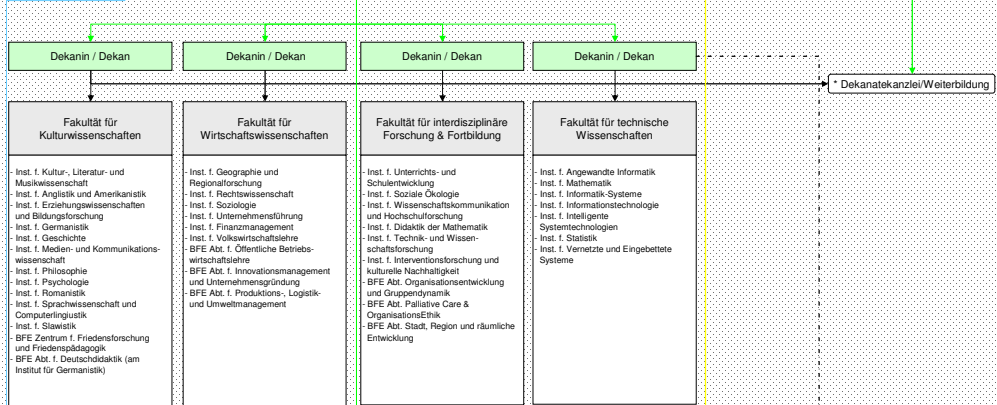 Dekanin / Dekan
Dekanin / Dekan
Dekanin / Dekan
Dekanin / Dekan
* Dekanatekanzlei/Weiterbildung
Fakultät für
Kulturwissenschaften
- Inst. f. Kultur-, Literatur- und
Musikwissenschaft
- Inst. f. Anglistik und Amerikanistik
- Inst. f. Erziehungswissenschaften
und Bildungsforschung
- Inst. f. Germanistik
- Inst. f. Geschichte
- Inst. f. Medien- und Kommunikations-
wissenschaft
- Inst. f. Philosophie
- Inst. f. Psychologie
- Inst. f. Romanistik
- Inst. f. Sprachwissenschaft und
Computerlingiustik
- Inst. f. Slawistik
- BFE Zentrum f. Friedensforschung
und Friedenspädagogik
- BFE Abt. f. Deutschdidaktik (am
Institut für Germanistik)
Fakultät für
Wirtschaftswissenschaften
- Inst. f. Geographie und
Regionalforschung
- Inst. f. Rechtswissenschaft
- Inst. f. Soziologie
- Inst. f. Unternehmensführung
- Inst. f. Finanzmanagement
- Inst. f. Volkswirtschaftslehre
- BFE Abt. f. Öffentliche Betriebs-
wirtschaftslehre
- BFE Abt. f. Innovationsmanagement
und Unternehmensgründung
- BFE Abt. f. Produktions-, Logistik-
und Umweltmanagement
Fakultät für interdisziplinäre
Forschung & Fortbildung
- Inst. f. Unterrichts- und
Schulentwicklung
- Inst. f. Soziale Ökologie
- Inst. f. Wissenschaftskommunikation
und Hochschulforschung
- Inst. f. Didaktik der Mathematik
- Inst. f. Technik- und Wissen-
schaftsforschung
- Inst. f. Interventionsforschung und
kulturelle Nachhaltigkeit
- BFE Abt. Organisationsentwicklung
und Gruppendynamik
- BFE Abt. Palliative Care &
OrganisationsEthik
- BFE Abt. Stadt, Region und räumliche
Entwicklung
Fakultät für technische
Wissenschaften
- Inst. f. Angewandte Informatik
- Inst. f. Mathematik
- Inst. f. Informatik-Systeme
- Inst. f. Informationstechnologie
- Inst. f. Intelligente
Systemtechnologien
- Inst. f. Statistik
- Inst. f. Vernetzte und Eingebettete
Systeme